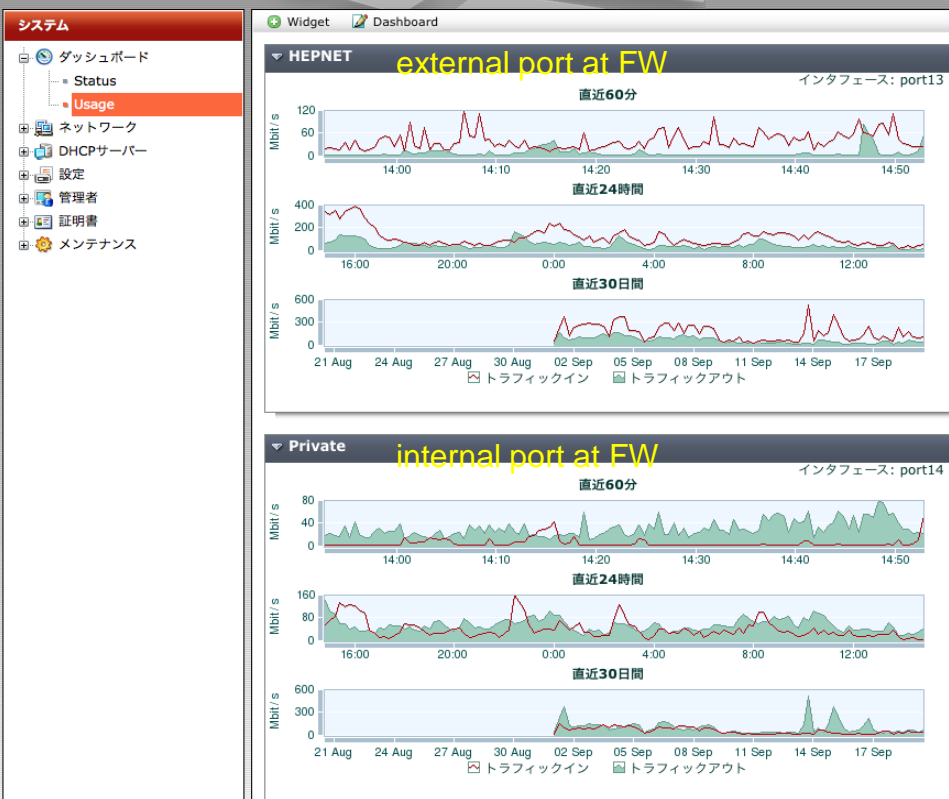 システム
ダッシュボード
Status
Usage
ネットワーク
DHCPサーバー
設定
管理者
証明書
メンテナンス
Widget Dashboard
HEPNET
external port at FW
インタフェース: port13
直近60分
Mbit/s
120
60
0
14:00 14:10 14:20 14:30 14:40 14:50
直近24時間
Mbit/s
400
200
0
16:00 20:00 0:00 4:00 8:00 12:00
直近30日間
Mbit/s
600
300
0
21 Aug 24 Aug 27 Aug 30 Aug 02 Sep 05 Sep 08 Sep 11 Sep 14 Sep 17 Sep
トラフィックイン トラフィックアウト
Private
internal port at FW
インタフェース: port14
直近60分
Mbit/s
80
40
0
14:00 14:10 14:20 14:30 14:40 14:50
直近24時間
Mbit/s
160
80
0
16:00 20:00 0:00 4:00 8:00 12:00
直近30日間
Mbit/s
600
300
0
21 Aug 24 Aug 27 Aug 30 Aug 02 Sep 05 Sep 08 Sep 11 Sep 14 Sep 17 Sep
トラフィックイン トラフィックアウト